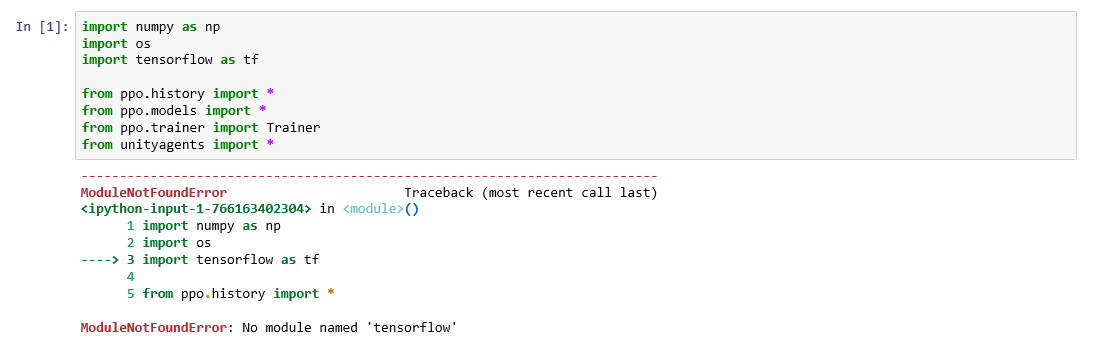 In [1]: import numpy as np
import os
import tensorflow as tf
from ppo.history import *
from ppo.models import *
from ppo.trainer import Trainer
from unityagents import *
---------------------------------------------------------------------------
ModuleNotFoundError                       Traceback (most recent call last)
<ipython-input-1-766163402304> in <module>()
      1 import numpy as np
      2 import os
----> 3 import tensorflow as tf
      4
      5 from ppo.history import *
ModuleNotFoundError: No module named 'tensorflow'